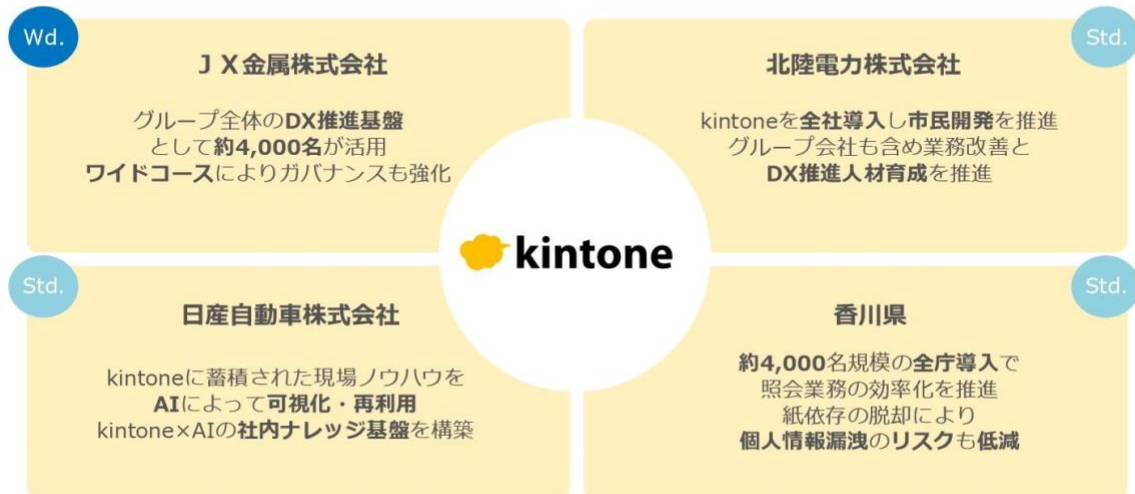 Wd.
ＪＸ金属株式会社
グループ全体のDX推進基盤
として約4,000名が活用
ワイドコースによりガバナンスも強化
Std.
北陸電力株式会社
kintoneを全社導入し市民開発を推進
グループ会社も含め業務改善と
DX推進人材育成を推進
kintone
Std.
日産自動車株式会社
kintoneに蓄積された現場ノウハウを
AIによって可視化・再利用
kintone×AIの社内ナレッジ基盤を構築
Std.
香川県
約4,000名規模の全庁導入で
照会業務の効率化を推進
紙依存の脱却により
個人情報漏洩のリスクも低減